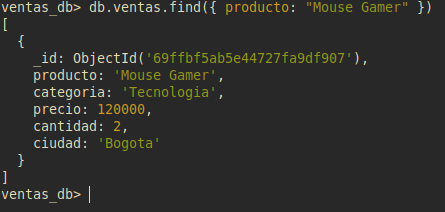 ventas_db> db.ventas.find({ producto: "Mouse Gamer" })
[
  {
    _id: ObjectId('69ffbf5ab5e44727fa9df907'),
    producto: 'Mouse Gamer',
    categoria: 'Tecnologia',
    precio: 120000,
    cantidad: 2,
    ciudad: 'Bogota'
  }
]
ventas_db>